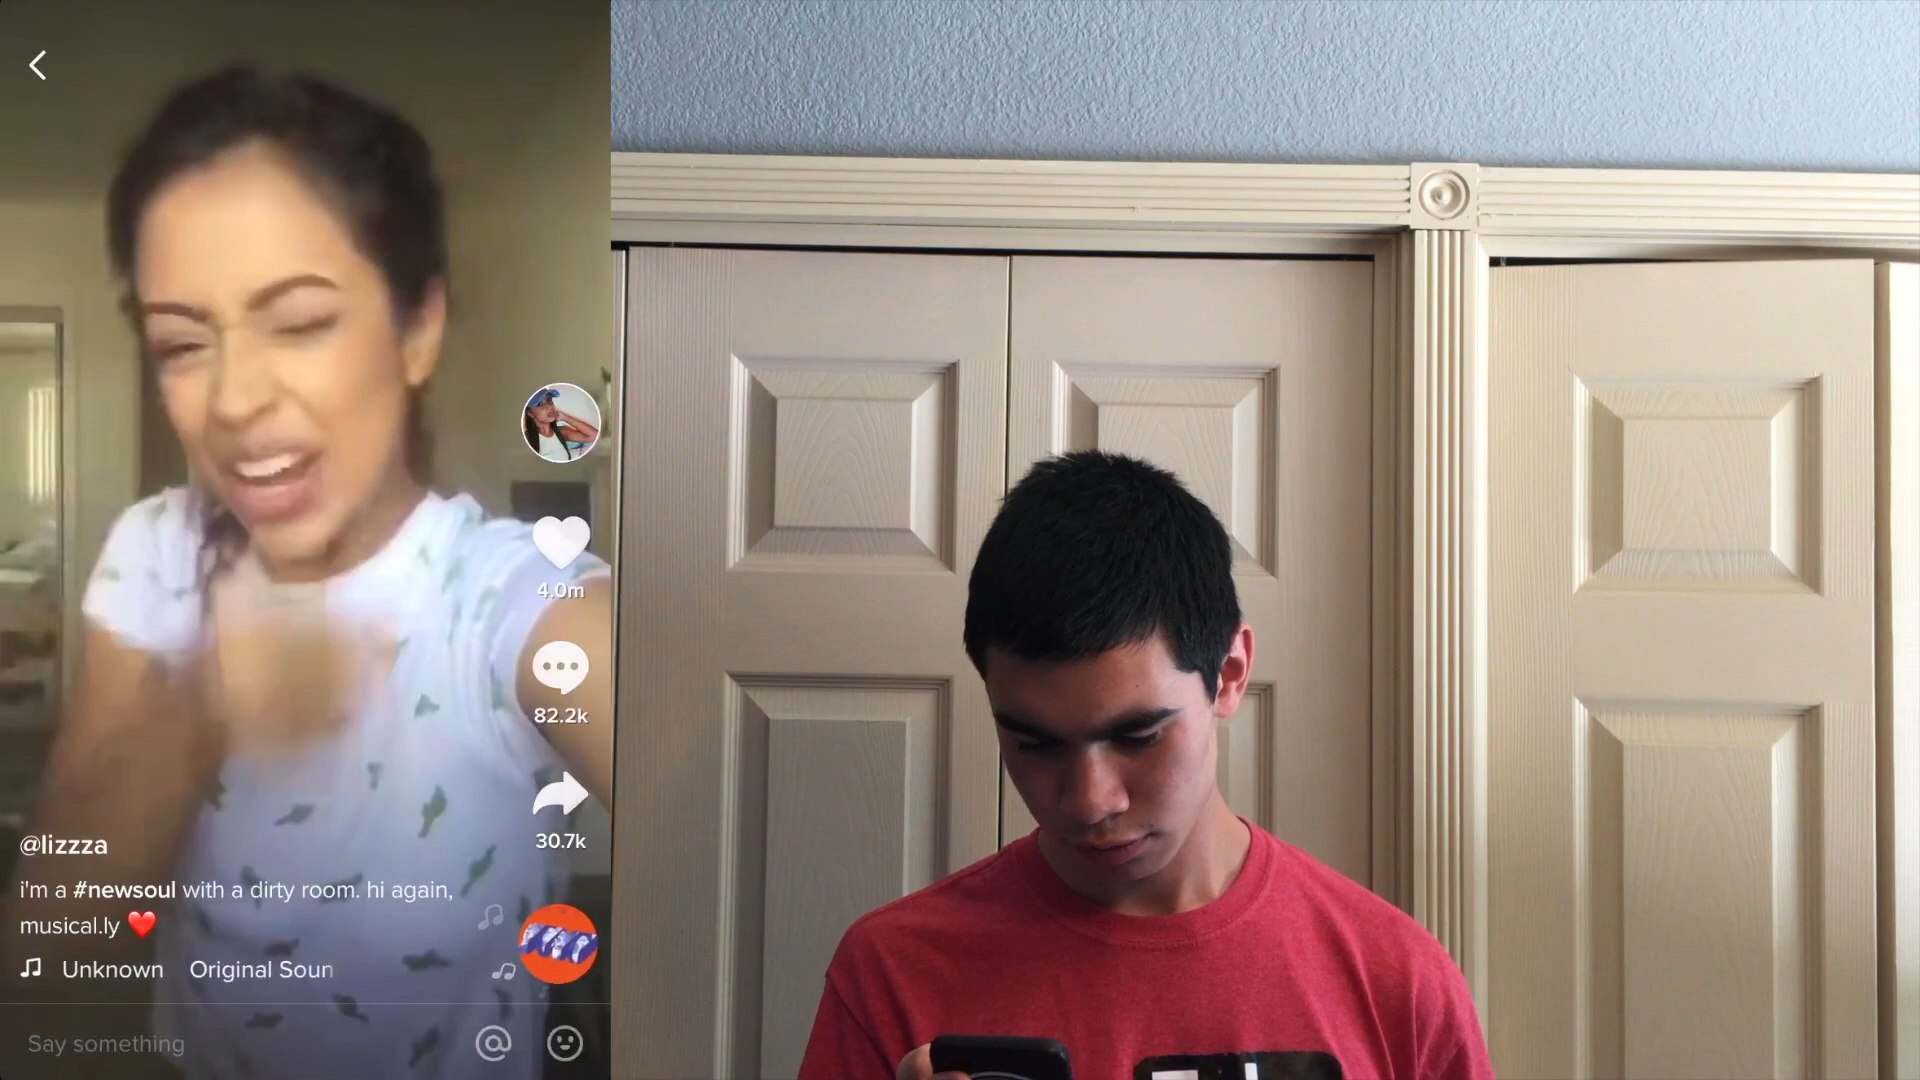 4.0m
82.2k
30.7k
@lizzza
i'm a #newsoul with a dirty room. hi again,
musical.ly ❤️
Unknown Original Soun
Say something